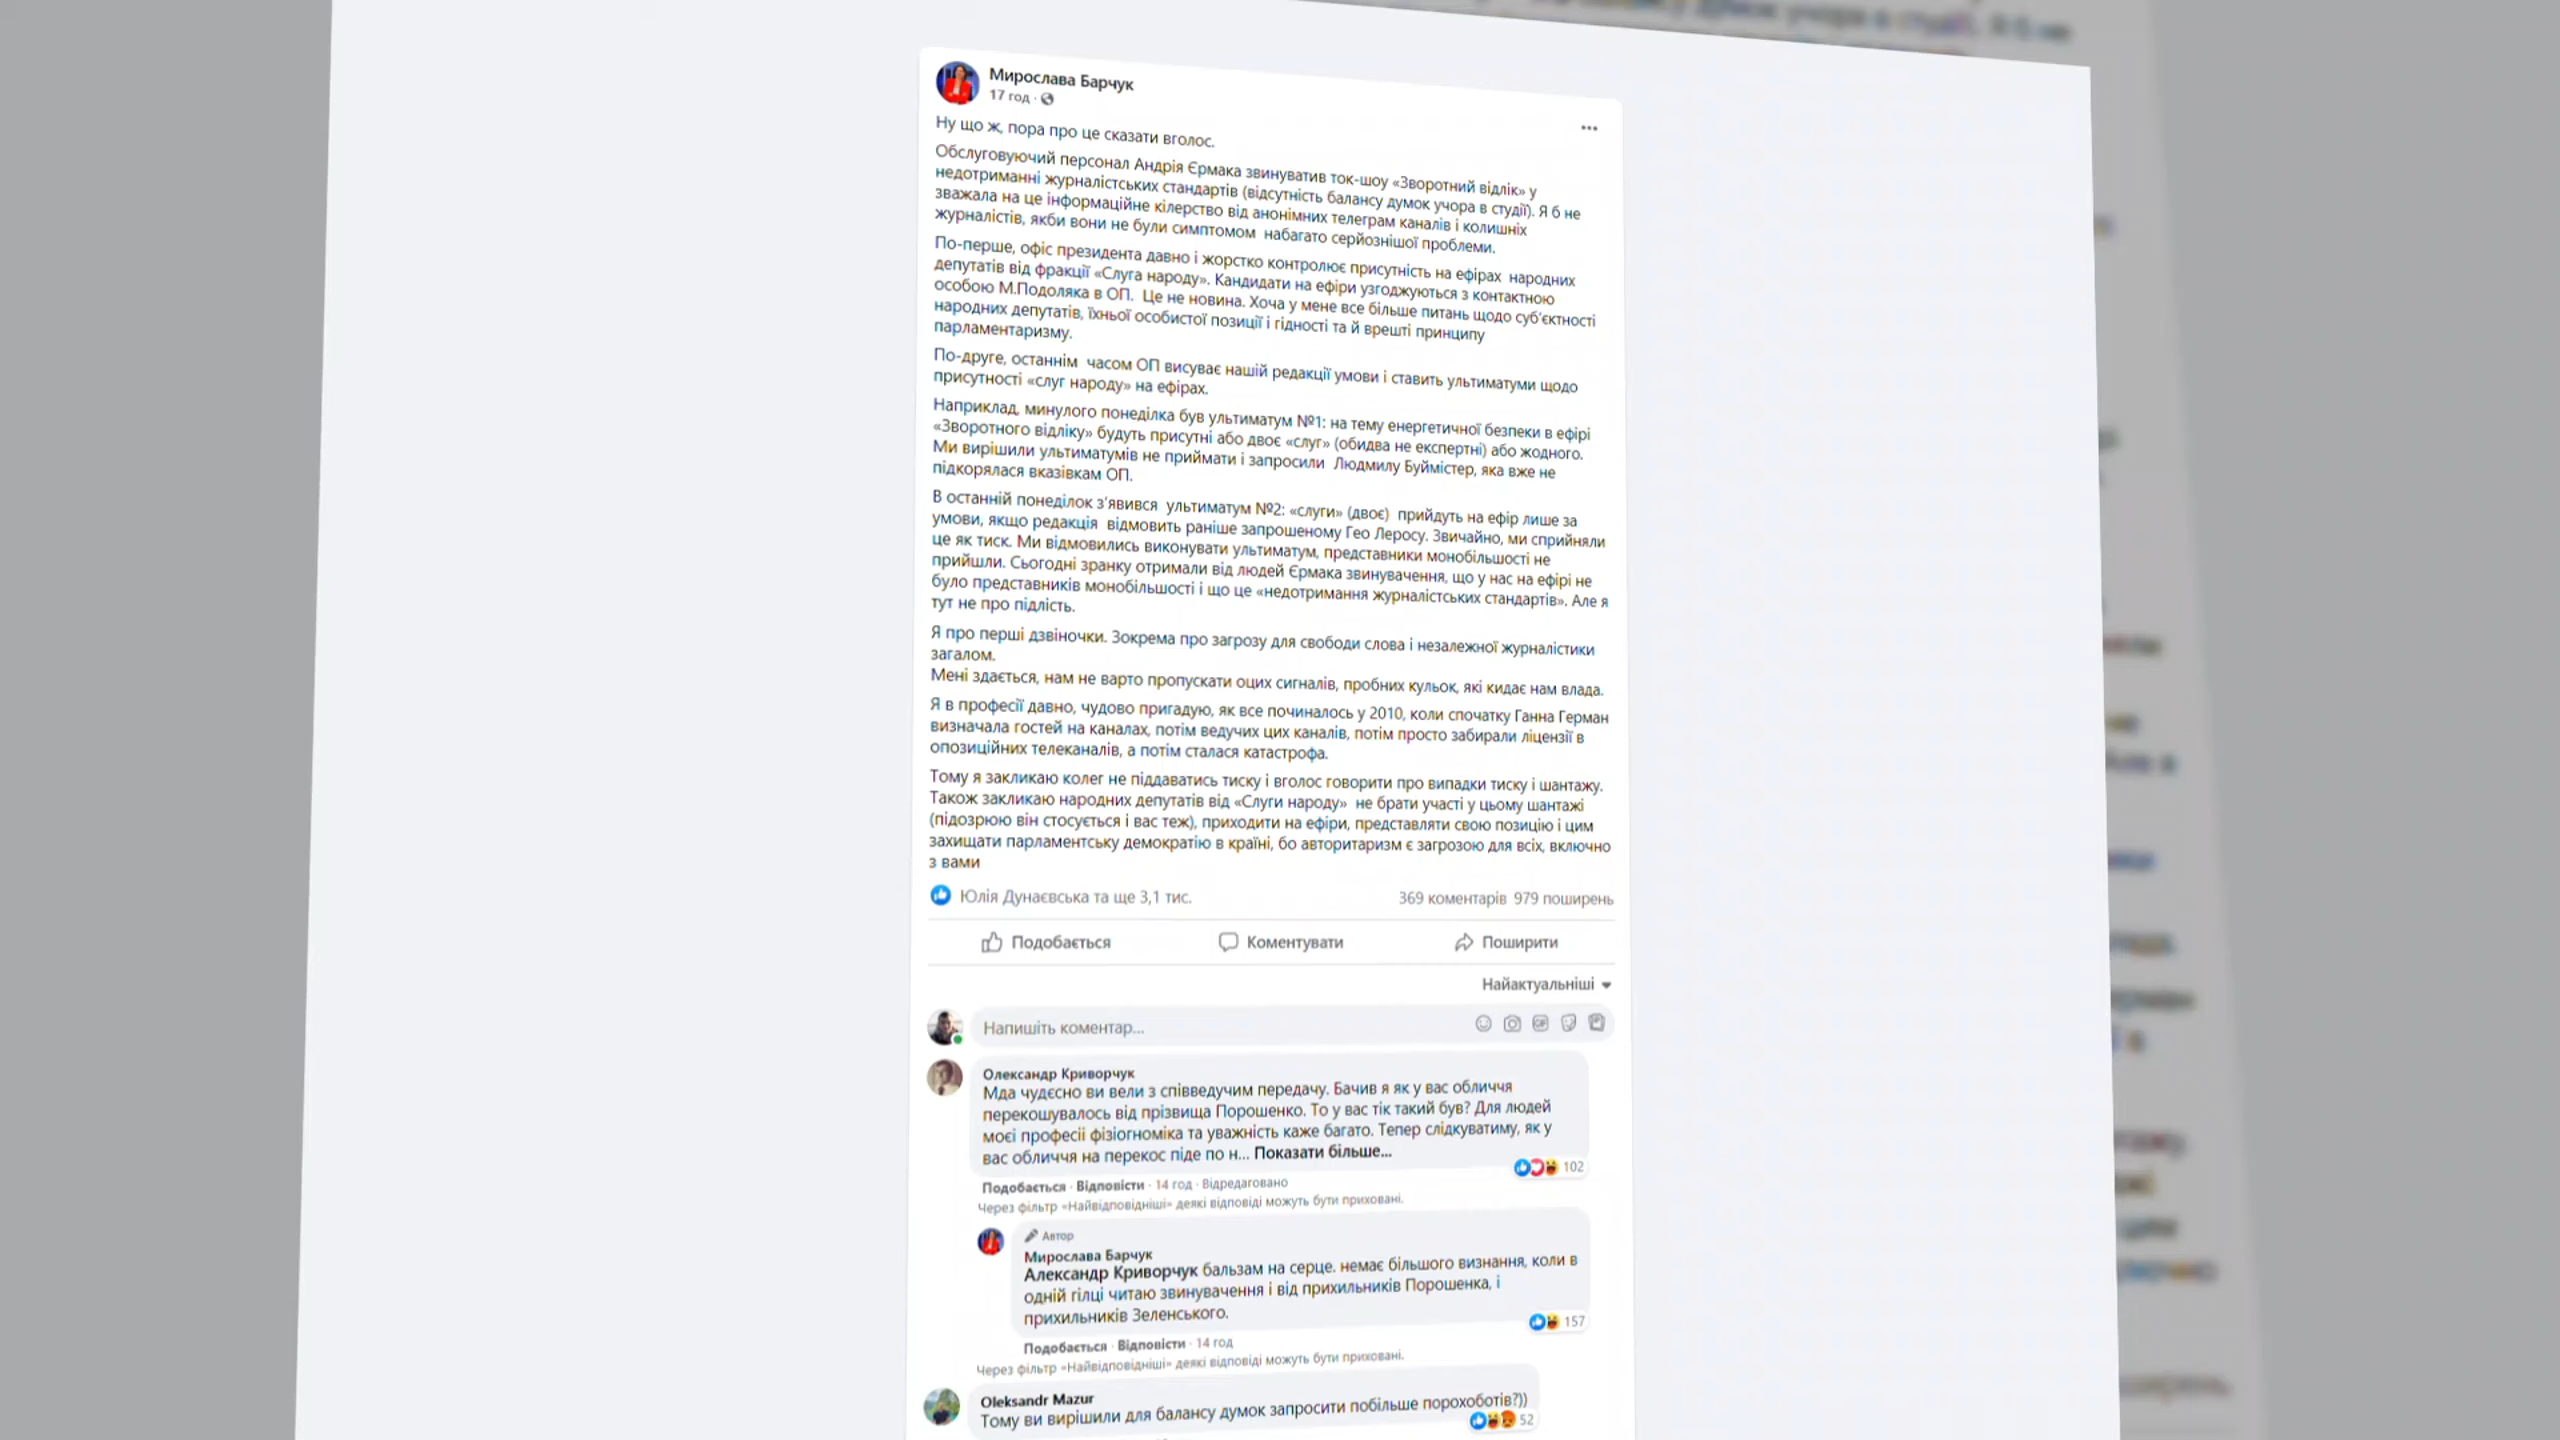 Мирослава Барчук
17 год ·
Ну що ж, пора про це сказати вголос.
Обслуговуючий персонал Андрія Єрмака звинуватив ток-шоу «Зворотний відлік» у
недотриманні журналістських стандартів (відсутність балансу думок учора в студії). Я б не
зважала на це інформаційне кілерство від анонімних телеграм каналів і колишніх
журналістів, якби вони не були симптомом набагато серйознішої проблеми.
По-перше, офіс президента давно і жорстко контролює присутність на ефірах народних
депутатів від фракції «Слуга народу». Кандидати на ефіри узгоджуються з контактною
особою М.Подоляка в ОП. Це не новина. Хоча у мене все більше питань щодо суб'єктності
народних депутатів, їхньої особистої позиції і гідності та й врешті принципу
парламентаризму.
По-друге, останнім часом ОП висуває нашій редакції умови і ставить ультиматуми щодо
присутності «слуг народу» на ефірах.
Наприклад, минулого понеділка був ультиматум №1: на тему енергетичної безпеки в ефірі
«Зворотного відліку» будуть присутні або двоє «слуг» (обидва не експертні) або жодного.
Ми вирішили ультиматумів не приймати і запросили Людмилу Буймістер, яка вже не
підкорялася вказівкам ОП.
В останній понеділок з'явився ультиматум №2: «слуги» (двоє) прийдуть на ефір лише за
умови, якщо редакція відмовить раніше запрошеному Гео Леросу. Звичайно, ми сприйняли
це як тиск. Ми відмовились виконувати ультиматум, представники монобільшості не
прийшли. Сьогодні зранку отримали від людей Єрмака звинувачення, що у нас на ефірі не
було представників монобільшості і що це «недотримання журналістських стандартів». Але я
тут не про підлість.
Я про перші дзвіночки. Зокрема про загрозу для свободи слова і незалежної журналістики
загалом.
Мені здається, нам не варто пропускати оцих сигналів, пробних кульок, які кидає нам влада.
Я в професії давно, чудово пригадую, як все починалось у 2010, коли спочатку Ганна Герман
визначала гостей на каналах, потім ведучих цих каналів, потім просто забирали ліцензії в
опозиційних телеканалів, а потім сталася катастрофа.
Тому я закликаю колег не піддаватись тиску і вголос говорити про випадки тиску і шантажу.
Також закликаю народних депутатів від «Слуги народу» не брати участі у цьому шантажі
(підозрюю він стосується і вас теж), приходити на ефіри, представляти свою позицію і цим
захищати парламентську демократію в країні, бо авторитаризм є загрозою для всіх, включно
з вами
Юлія Дунаєвська та ще 3,1 тис. 369 коментарів 979 поширень
Подобається Коментувати Поширити
Найактуальніші
Напишіть коментар...
Олександр Криворчук
Мда чудєсно ви вели з співведучим передачу. Бачив я як у вас обличчя
перекошувалось від прізвища Порошенко. То у вас тік такий був? Для людей
моєї професії фізіогноміка та уважність каже багато. Тепер слідкуватиму, як у
вас обличчя на перекос піде по н... Показати більше...
102
Подобається · Відповісти · 14 год · Відредаговано
Через фільтр «Найвідповідніші» деякі відповіді можуть бути приховані.
Автор
Мирослава Барчук
Александр Криворчук бальзам на серце. немає більшого визнання, коли в
одній гілці читаю звинувачення і від прихильників Порошенка, і
прихильників Зеленського.
157
Подобається · Відповісти · 14 год
Через фільтр «Найвідповідніші» деякі відповіді можуть бути приховані.
Oleksandr Mazur
Тому ви вирішили для балансу думок запросити побільше порохоботів?))
52